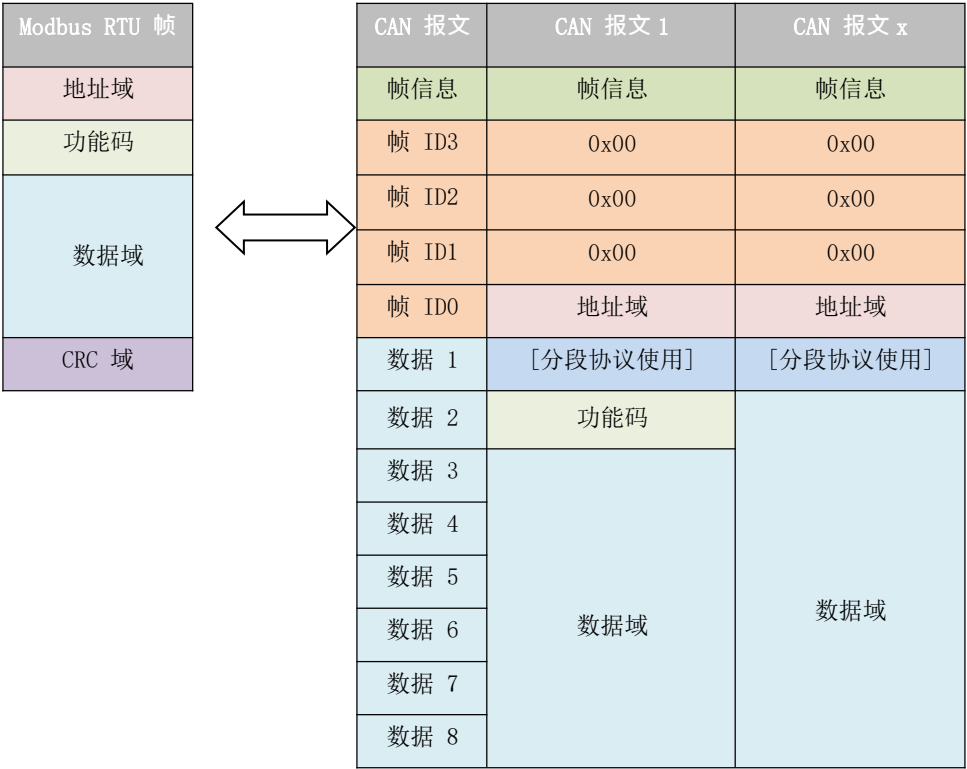 Modbus RTU 帧
地址域
功能码
数据域
CRC 域
CAN 报文 CAN 报文 1 CAN 报文 x
帧信息 帧信息 帧信息
帧 ID3 0x00 0x00
帧 ID2 0x00 0x00
帧 ID1 0x00 0x00
帧 ID0 地址域 地址域
数据 1 [分段协议使用] [分段协议使用]
数据 2 功能码
数据 3
数据 4
数据 5
数据 6 数据域 数据域
数据 7
数据 8